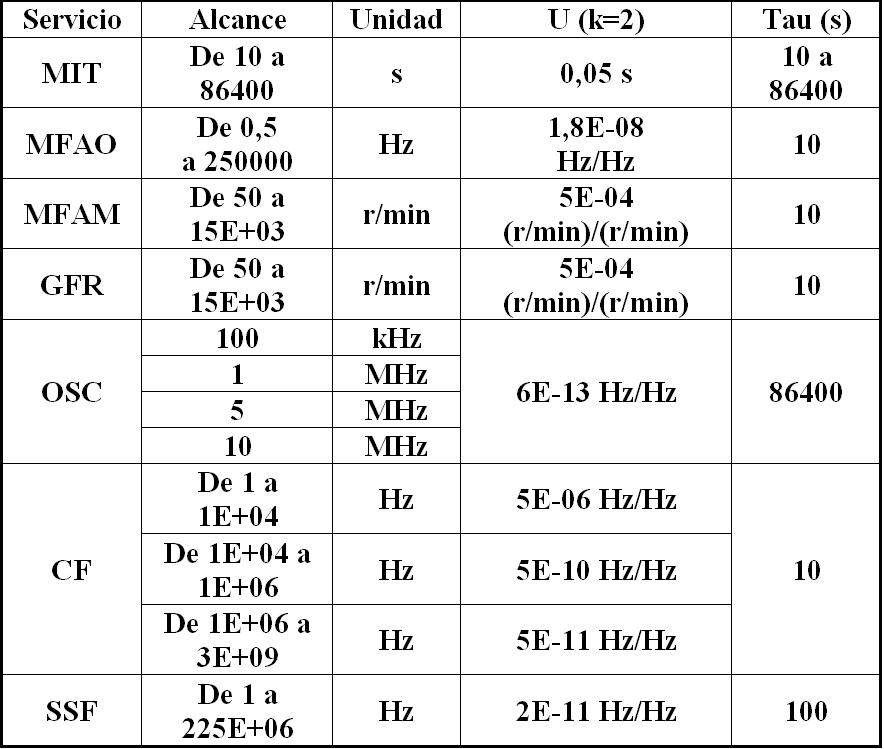 Servicio Alcance Unidad U (k=2) Tau (s)
MIT De 10 a 86400 s 0,05 s 10 a 86400
MFAO De 0,5 a 250000 Hz 1,8E-08 Hz/Hz 10
MFAM De 50 a 15E+03 r/min 5E-04 (r/min)/(r/min) 10
GFR De 50 a 15E+03 r/min 5E-04 (r/min)/(r/min) 10
OSC 100 kHz 6E-13 Hz/Hz 86400
1 MHz
5 MHz
10 MHz
CF De 1 a 1E+04 Hz 5E-06 Hz/Hz 10
De 1E+04 a 1E+06 Hz 5E-10 Hz/Hz
De 1E+06 a 3E+09 Hz 5E-11 Hz/Hz
SSF De 1 a 225E+06 Hz 2E-11 Hz/Hz 100